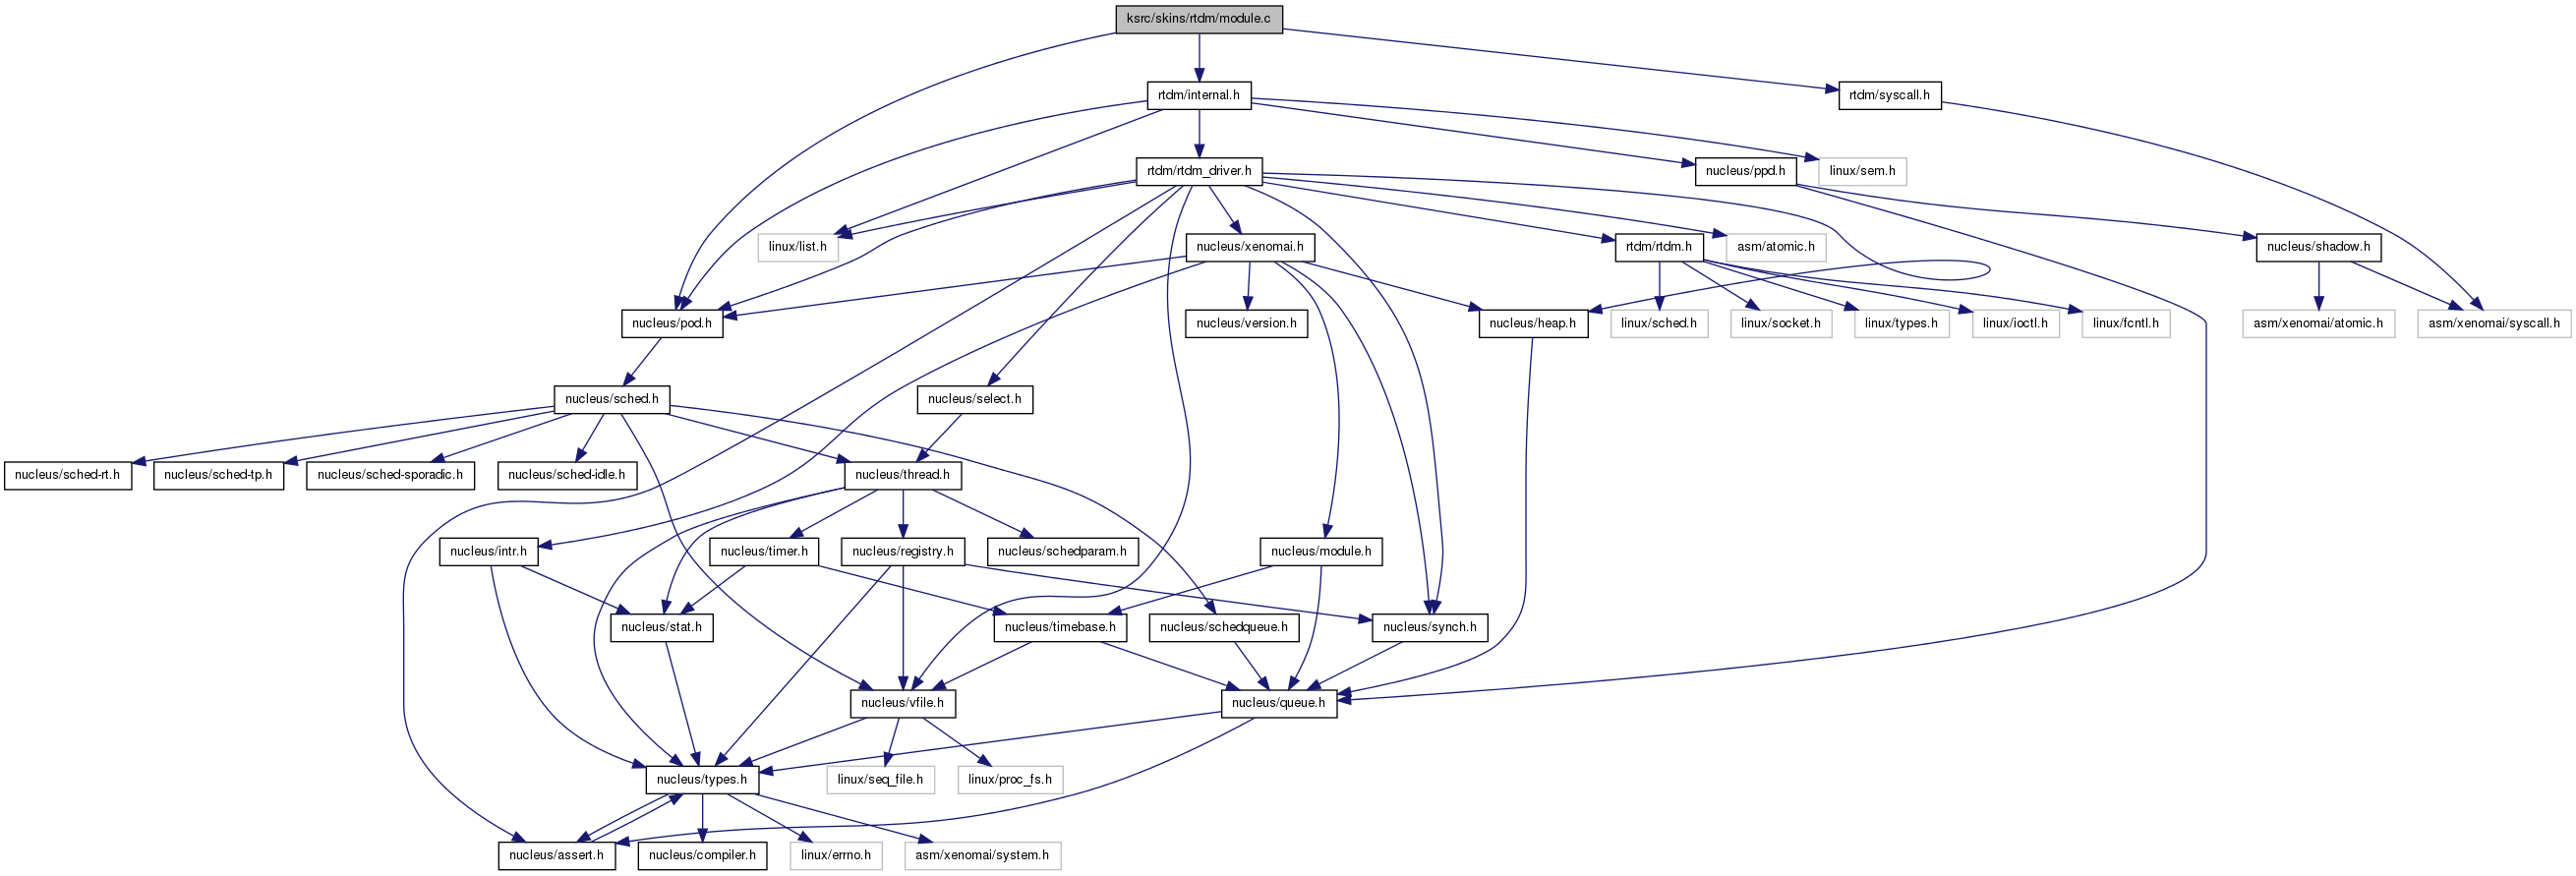 ksrc/skins/rtdm/module.c
rtdm/internal.h
rtdm/syscall.h
rtdm/rtdm_driver.h
nucleus/ppd.h
linux/sem.h
linux/list.h
nucleus/xenomai.h
rtdm/rtdm.h
asm/atomic.h
nucleus/shadow.h
nucleus/pod.h
nucleus/version.h
nucleus/heap.h
linux/sched.h
linux/socket.h
linux/types.h
linux/ioctl.h
linux/fcntl.h
asm/xenomai/atomic.h
asm/xenomai/syscall.h
nucleus/sched.h
nucleus/select.h
nucleus/sched-rt.h
nucleus/sched-tp.h
nucleus/sched-sporadic.h
nucleus/sched-idle.h
nucleus/thread.h
nucleus/intr.h
nucleus/timer.h
nucleus/registry.h
nucleus/schedparam.h
nucleus/module.h
nucleus/stat.h
nucleus/timebase.h
nucleus/schedqueue.h
nucleus/synch.h
nucleus/vfile.h
nucleus/queue.h
nucleus/types.h
linux/seq_file.h
linux/proc_fs.h
nucleus/assert.h
nucleus/compiler.h
linux/errno.h
asm/xenomai/system.h